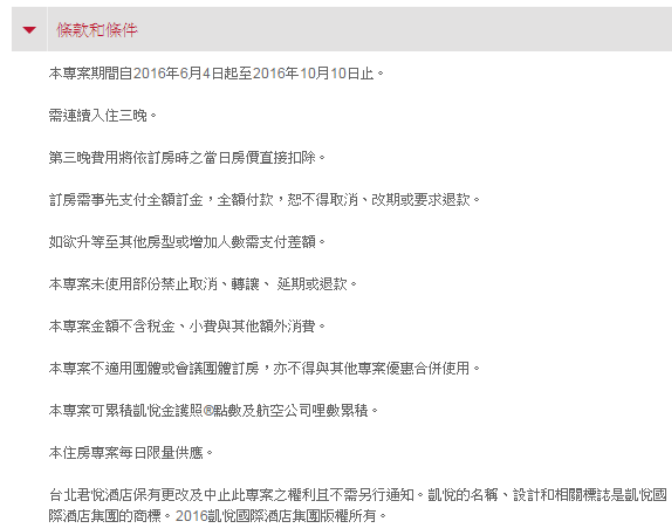 條款和條件
本專案期間自2016年6月4日起至2016年10月10日止。
需連續入住三晚。
第三晚費用將依訂房時之當日房價直接扣除。
訂房需事先支付全額訂金，全額付款，恕不得取消、改期或要求退款。
如欲升等至其他房型或增加人數需支付差額。
本專案未使用部份禁止取消、轉讓、 延期或退款。
本專案金額不含稅金、小費與其他額外消費。
本專案不適用團體或會議團體訂房，亦不得與其他專案優惠合併使用。
本專案可累積凱悅金護照®點數及航空公司哩數累積。
本住房專案每日限量供應。
台北君悅酒店保有更改及中止此專案之權利且不需另行通知。凱悅的名稱、設計和相關標誌是凱悅國
際酒店集團的商標。2016凱悅國際酒店集團版權所有。